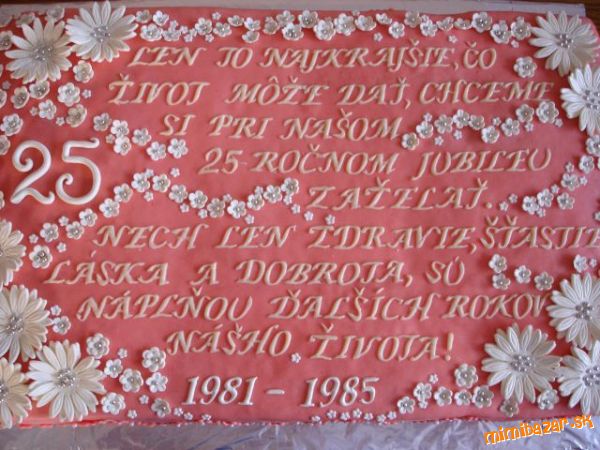 LEN TO NAJKRAJŠIE, ČO
ŽIVOT MÔŽE DAŤ, CHCEME
SI PRI NAŠOM
25
25-ROČNOM JUBILEU
ZAŽELAŤ.
NECH LEN ZDRAVIE, ŠŤASTIE
LÁSKA A DOBROTA, SÚ
NÁPLŇOU ĎALŠÍCH ROKOV
NÁŠHO ŽIVOTA!
1981 - 1985
mimibazar.sk